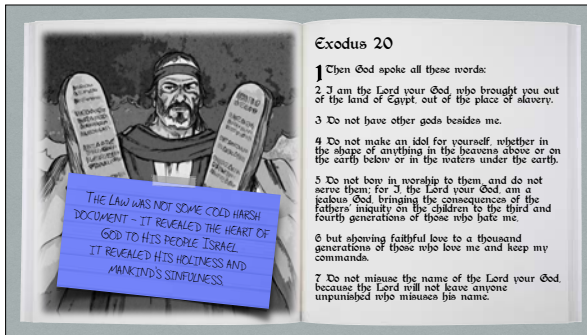 THE LAW WAS NOT SOME COLD HARSH
DOCUMENT - IT REVEALED THE HEART OF
GOD TO HIS PEOPLE ISRAEL
IT REVEALED HIS HOLINESS AND
MANKIND'S SINFULNESS.
Exodus 20
1 Then God spoke all these words:
2 I am the Lord your God, who brought you out
of the land of Egypt, out of the place of slavery.
3 Do not have other gods besides me.
4 Do not make an idol for yourself, whether in
the shape of anything in the heavens above or on
the earth below or in the waters under the earth.
5 Do not bow in worship to them, and do not
serve them; for I, the Lord your God, am a
jealous God, bringing the consequences of the
fathers' iniquity on the children to the third and
fourth generations of those who hate me,
6 but showing faithful love to a thousand
generations of those who love me and keep my
commands.
7 Do not misuse the name of the Lord your God,
because the Lord will not leave anyone
unpunished who misuses his name.